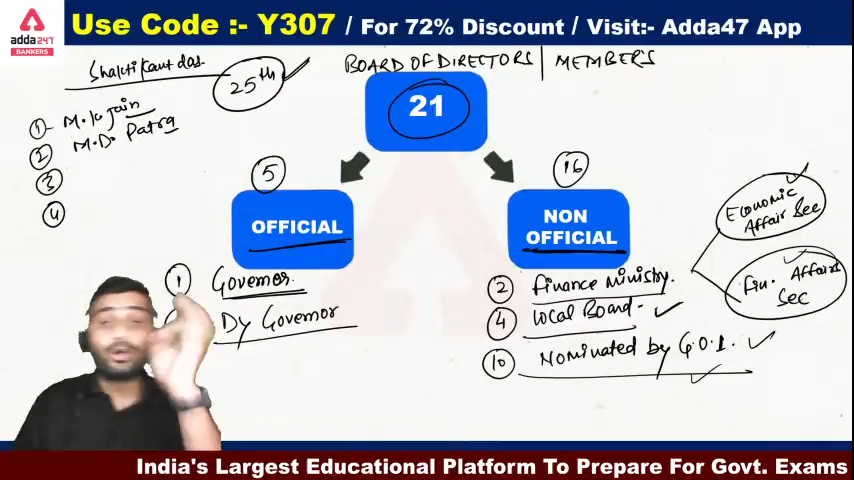 adda247
BANKERS
Use Code :- Y307 / For 72% Discount / Visit:- Adda47 App
Shaktikant das.
25th
BOARD OF DIRECTORS | MEMBERS
21
1 M.K Jain
2 M.D. Patra
3
4
5
16
OFFICIAL
NON
OFFICIAL
Economic
Affair Sec
Fin. Affairs
Sec
1 Governor.
Dy Governor
2 Finance Ministry.
4 Local Board.
10 Nominated by G.O.I.
India's Largest Educational Platform To Prepare For Govt. Exams